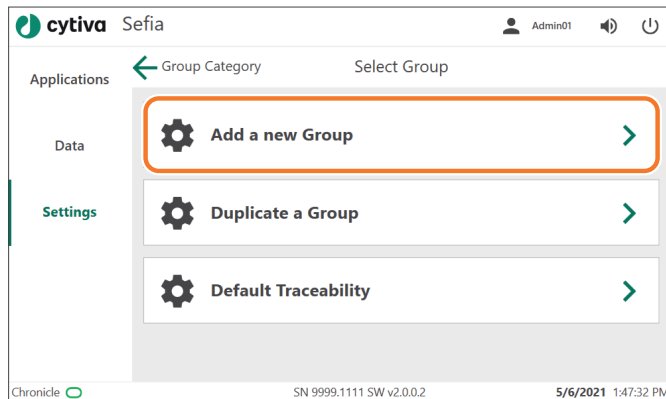 cytiva Sefia
Admin01
Applications
Group Category
Select Group
Add a new Group
Data
Settings
Duplicate a Group
Default Traceability
Chronicle
SN 9999.1111 SW v2.0.0.2
5/6/2021 1:47:32 PM